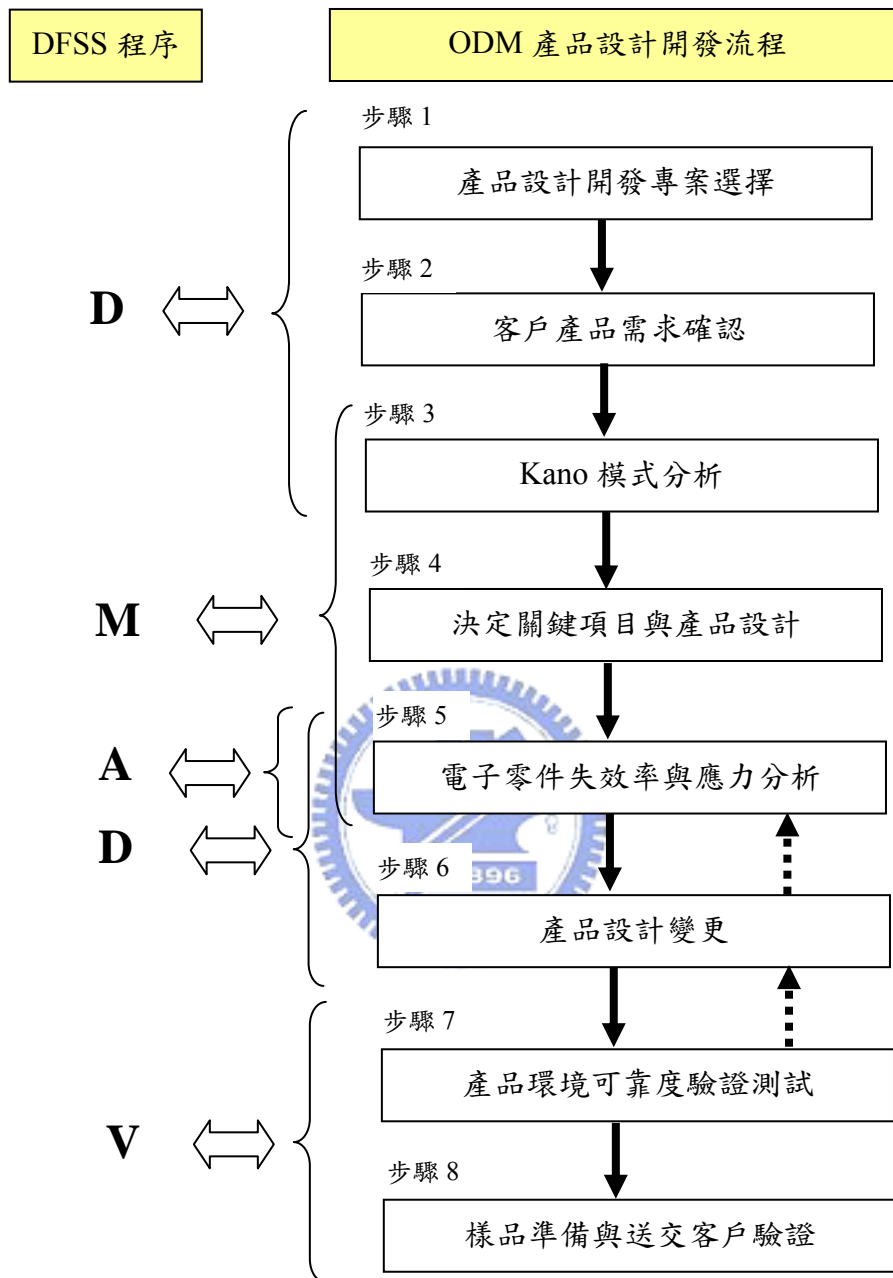 DFSS 程序
ODM 產品設計開發流程
步驟 1
產品設計開發專案選擇
步驟 2
D
客戶產品需求確認
步驟 3
Kano 模式分析
步驟 4
M
決定關鍵項目與產品設計
步驟 5
A
電子零件失效率與應力分析
D
步驟 6
896
產品設計變更
步驟 7
產品環境可靠度驗證測試
V
步驟 8
樣品準備與送交客戶驗證